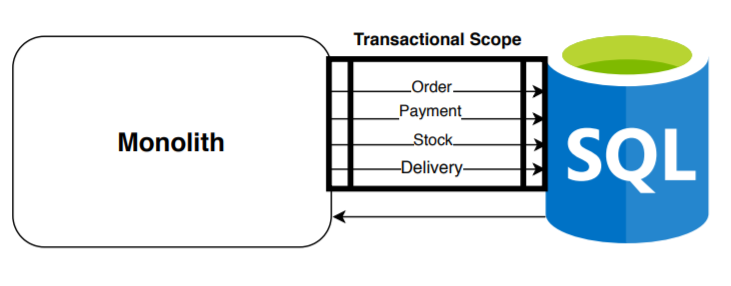 Transactional Scope
Order
Payment
Monolith
Stock
Delivery
SQL